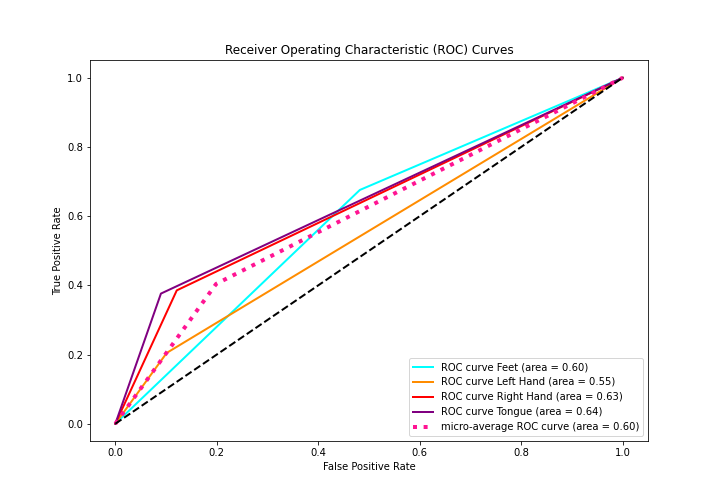 Receiver Operating Characteristic (ROC) Curves
True Positive Rate
1.0
0.8
0.6
0.4
0.2
0.0
ROC curve Feet (area = 0.60)
ROC curve Left Hand (area = 0.55)
ROC curve Right Hand (area = 0.63)
ROC curve Tongue (area = 0.64)
micro-average ROC curve (area = 0.60)
0.0 0.2 0.4 0.6 0.8 1.0
False Positive Rate